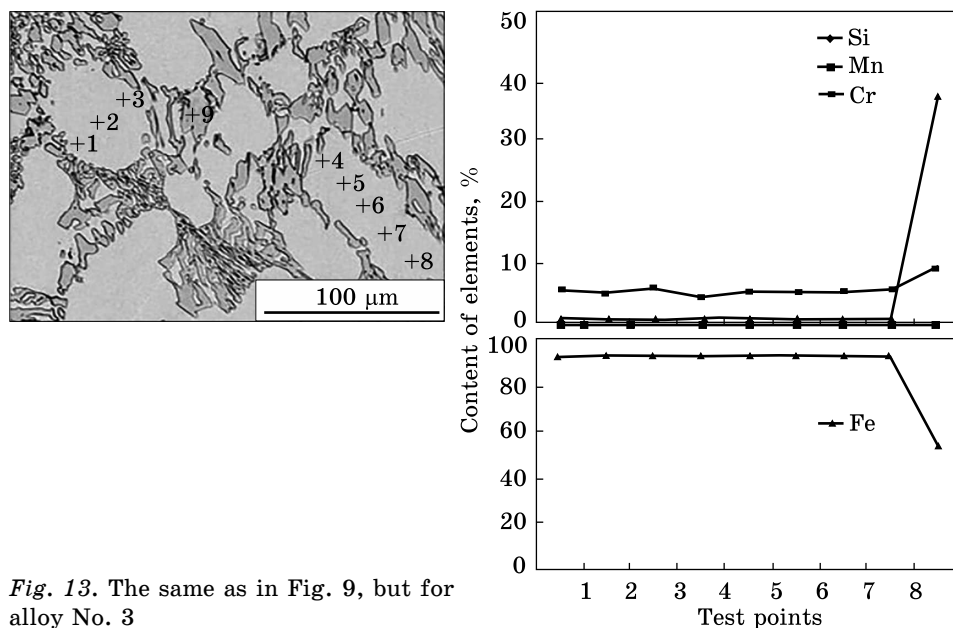 +3
+2
+9
+1
+4
+5
+6
+7
+8
100 µm
Fig. 13. The same as in Fig. 9, but for
alloy No. 3
Content of elements, %
50
40
30
20
10
0
Si
Mn
Cr
100
80
60
40
20
0
Fe
1 2 3 4 5 6 7 8
Test points